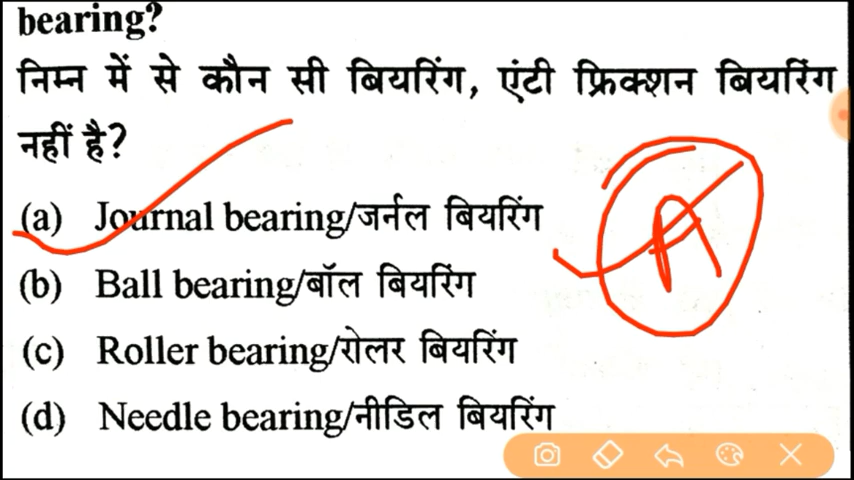 bearing?
निम्न में से कौन सी बियरिंग, एंटी फ्रिक्शन बियरिंग
नहीं है?
(a) Journal bearing/जर्नल बियरिंग
(b) Ball bearing/बॉल बियरिंग
(c) Roller bearing/रोलर बियरिंग
(d) Needle bearing/नीडिल बियरिंग
A